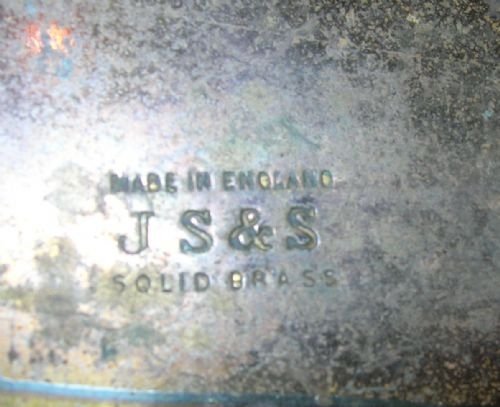 MADE IN ENGLAND
J S & S
SOLID BRASS